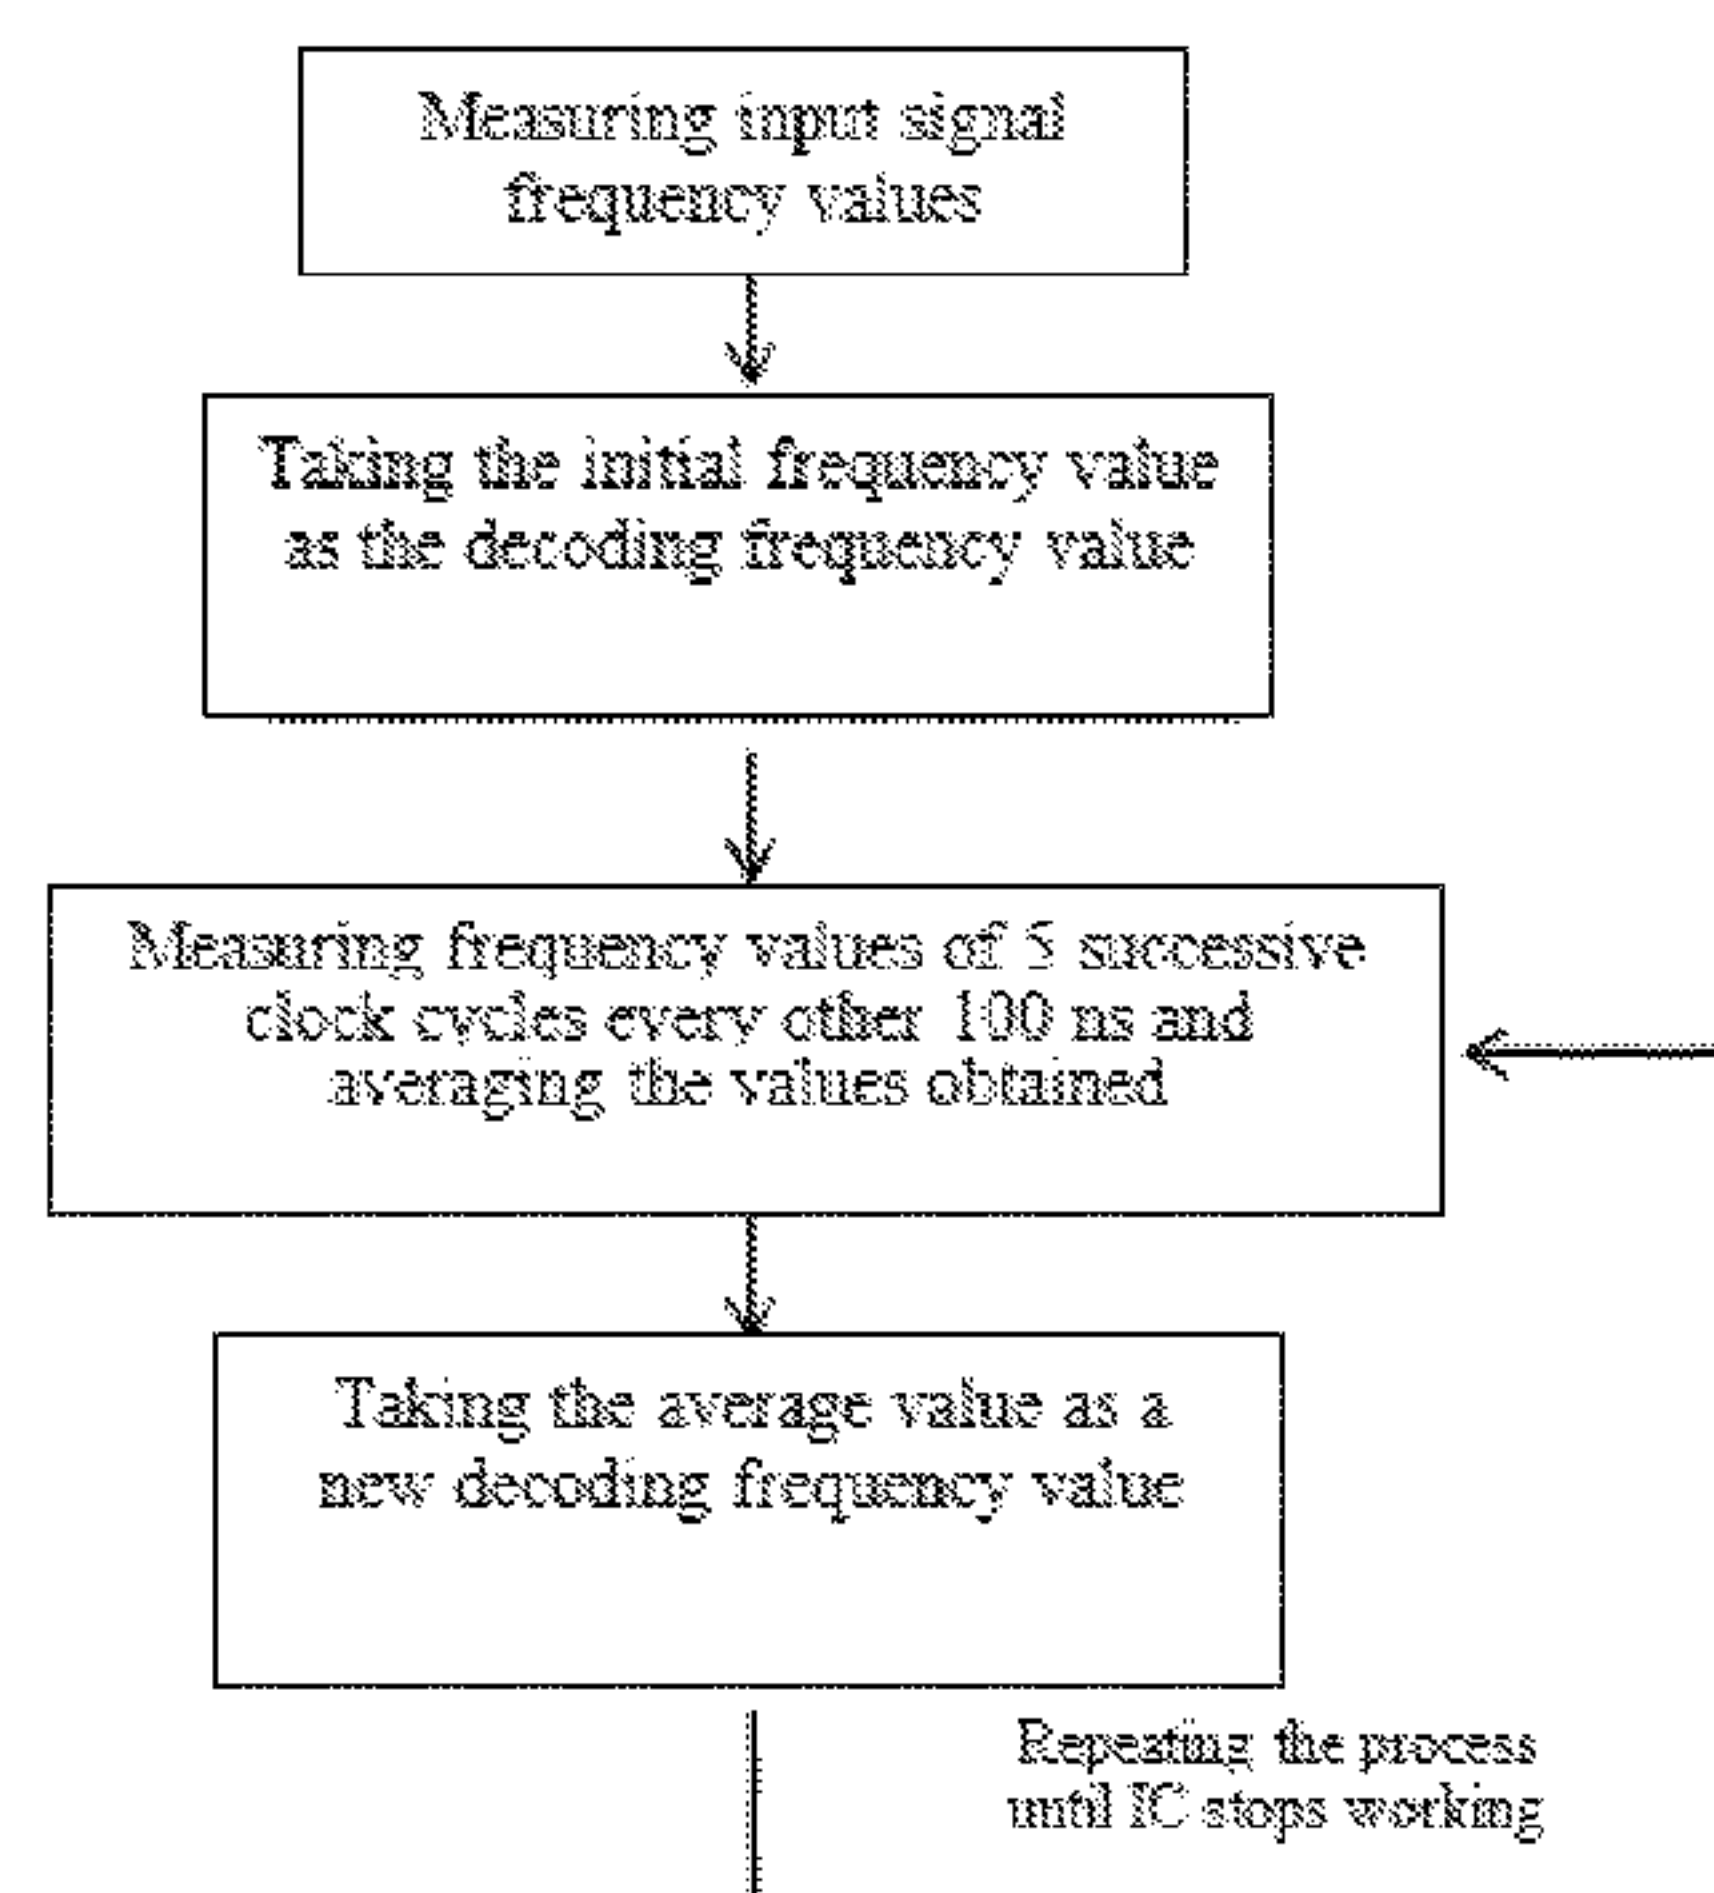 Measuring input signal
frequency values
Taking the initial frequency value
as the decoding frequency value
Measuring frequency values of 5 successive
clock cycles every other 100 ns and
averaging the values obtained
Taking the average value as a
new decoding frequency value
Repeating the process
until IC stops working